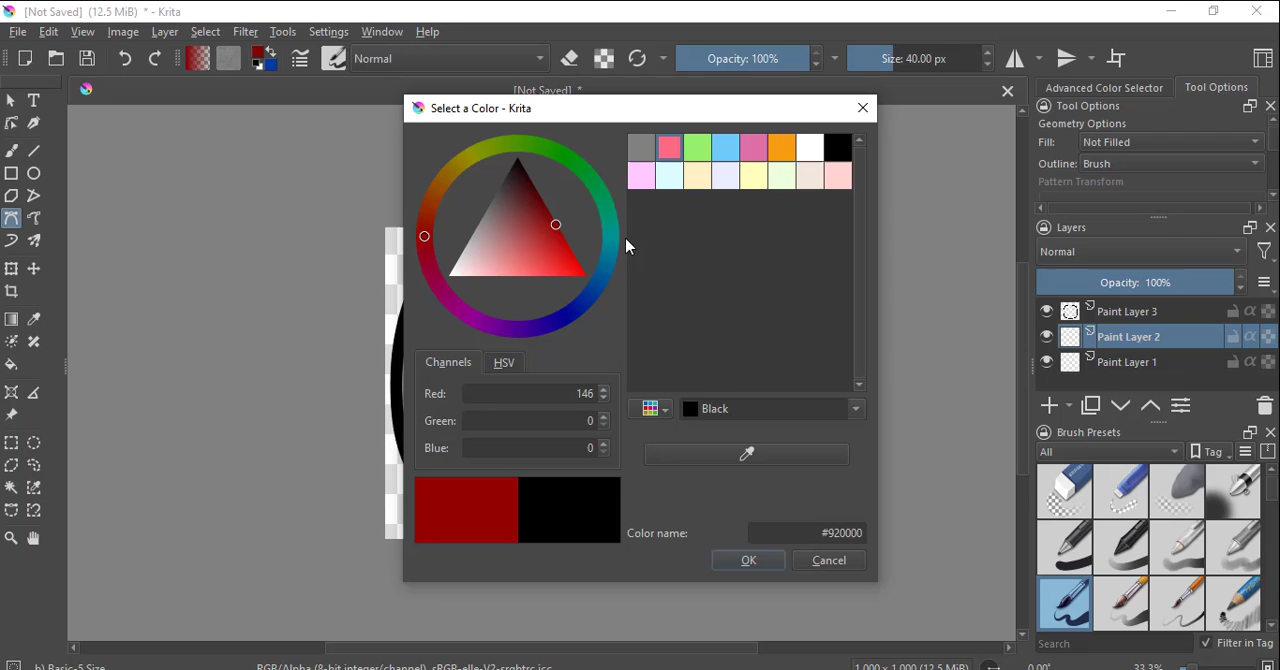 [Not Saved] (12.5 MiB) * - Krita
File Edit View Image Layer Select Filter Tools Settings Window Help
Normal Opacity: 100% Size: 40.00 px
[Not Saved] *
Select a Color - Krita
Channels HSV
Red: 146
Green: 0
Blue: 0
Black
Color name: #920000
OK Cancel
Advanced Color Selector Tool Options
Tool Options
Geometry Options
Fill: Not Filled
Outline: Brush
Pattern Transform
Layers
Normal
Opacity: 100%
Paint Layer 3
Paint Layer 2
Paint Layer 1
Brush Presets
All Tag
Search Filter in Tag
b) Basic-5 Size RGB/Alpha (8-bit integer/channel) sRGB-elle-V2-srgbtrc.icc 1,000 x 1,000 (12.5 MiB) 0.00° 33.3%